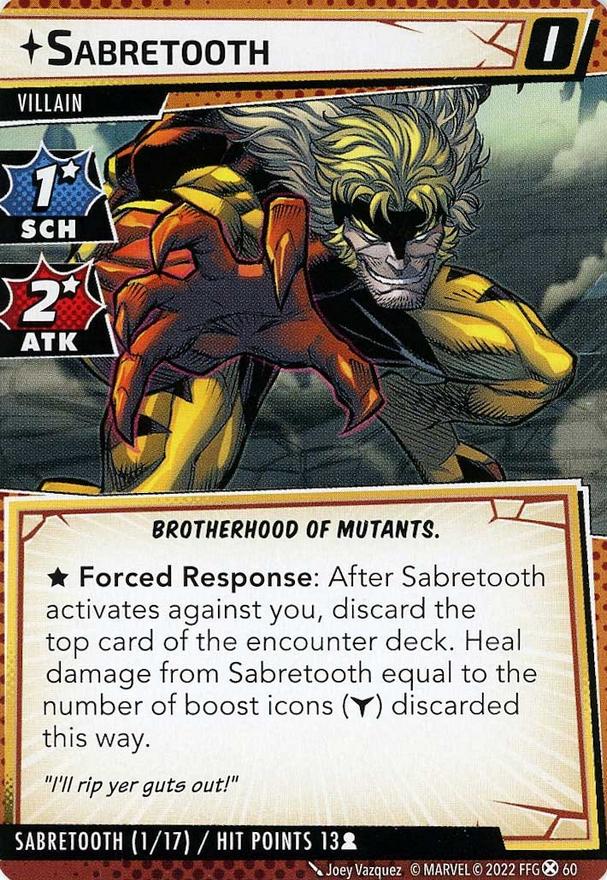 SABRETOOTH
I
VILLAIN
1
SCH
2
ATK
BROTHERHOOD OF MUTANTS.
★ Forced Response: After Sabretooth
activates against you, discard the
top card of the encounter deck. Heal
damage from Sabretooth equal to the
number of boost icons () discarded
this way.
"I'll rip yer guts out!"
SABRETOOTH (1/17) / HIT POINTS 13
Joey Vazquez © MARVEL © 2022 FFG 60